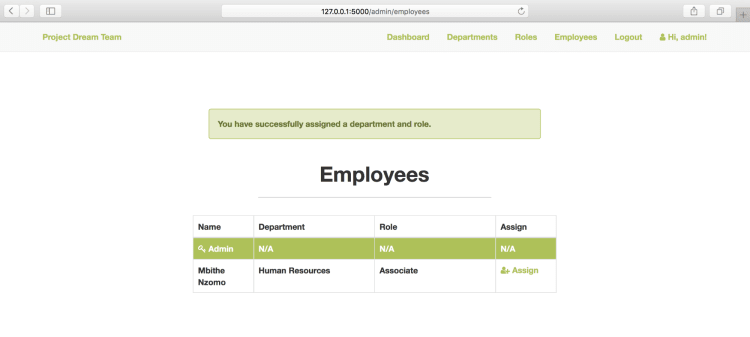 127.0.0.1:5000/admin/employees
Project Dream Team Dashboard Departments Roles Employees Logout Hi, admin!
You have successfully assigned a department and role.
Employees
Name Department Role Assign
Admin N/A N/A N/A
Mbithe Human Resources Associate Assign
Nzomo